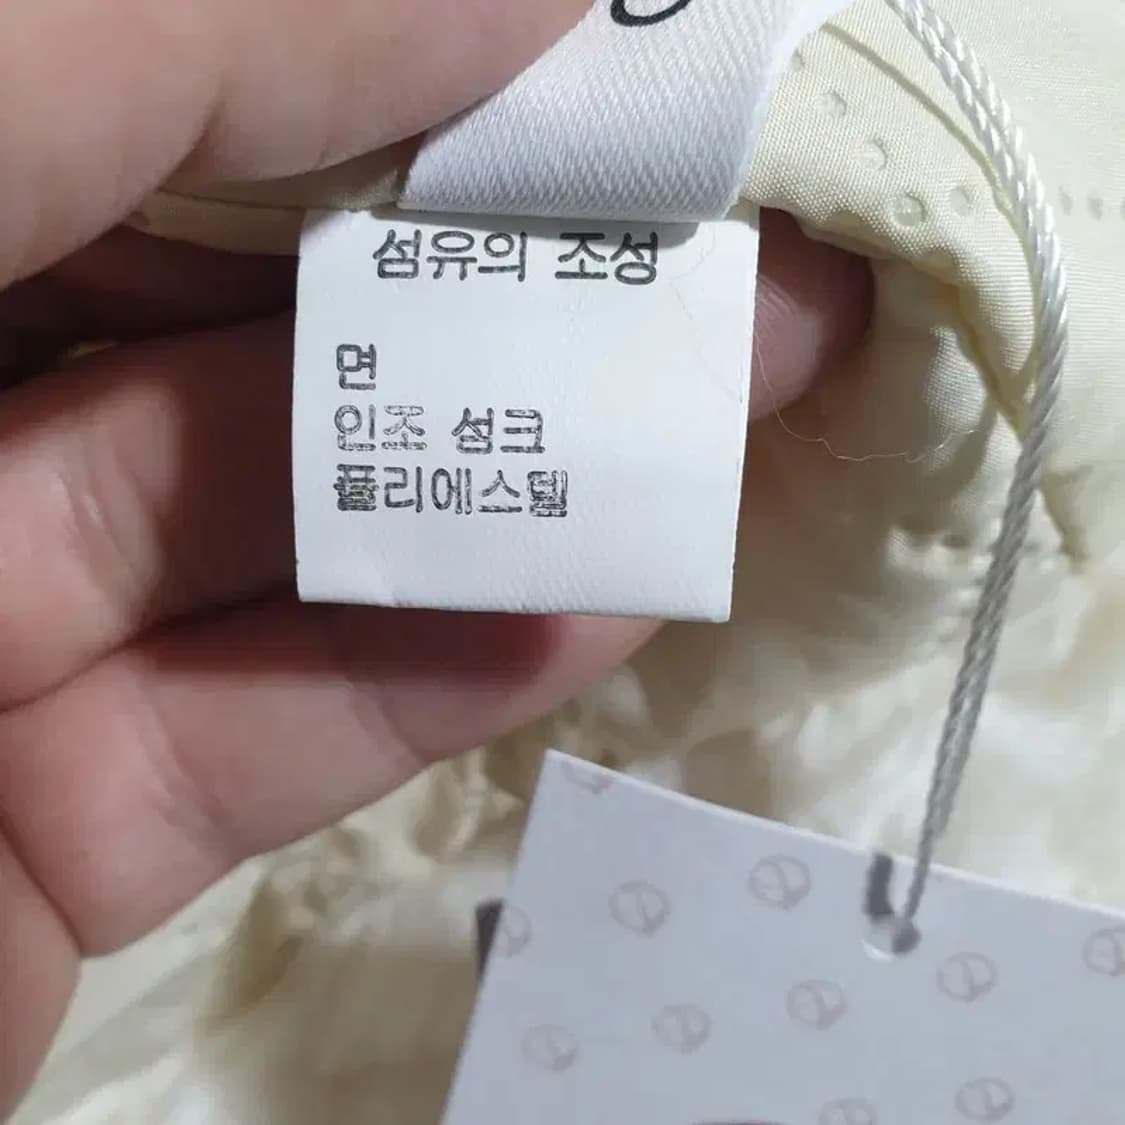 섬유의 조성
면
인조 섬크
폴리에스텔